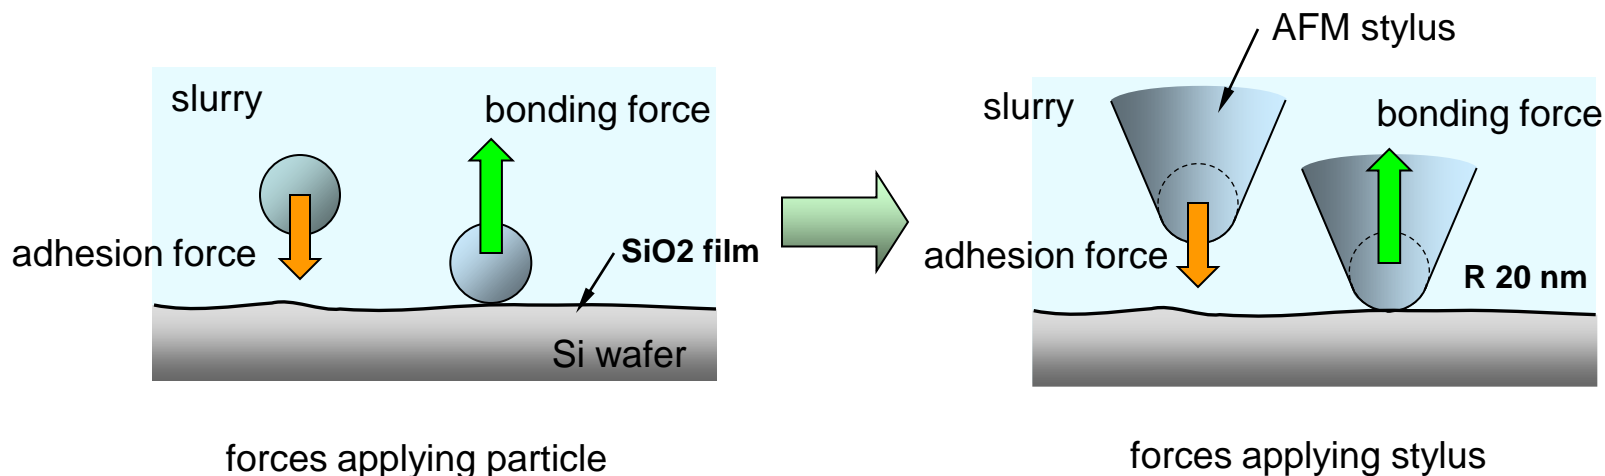 slurry
bonding force
adhesion force
SiO2 film
Si wafer
forces applying particle
AFM stylus
slurry
bonding force
adhesion force
R 20 nm
forces applying stylus